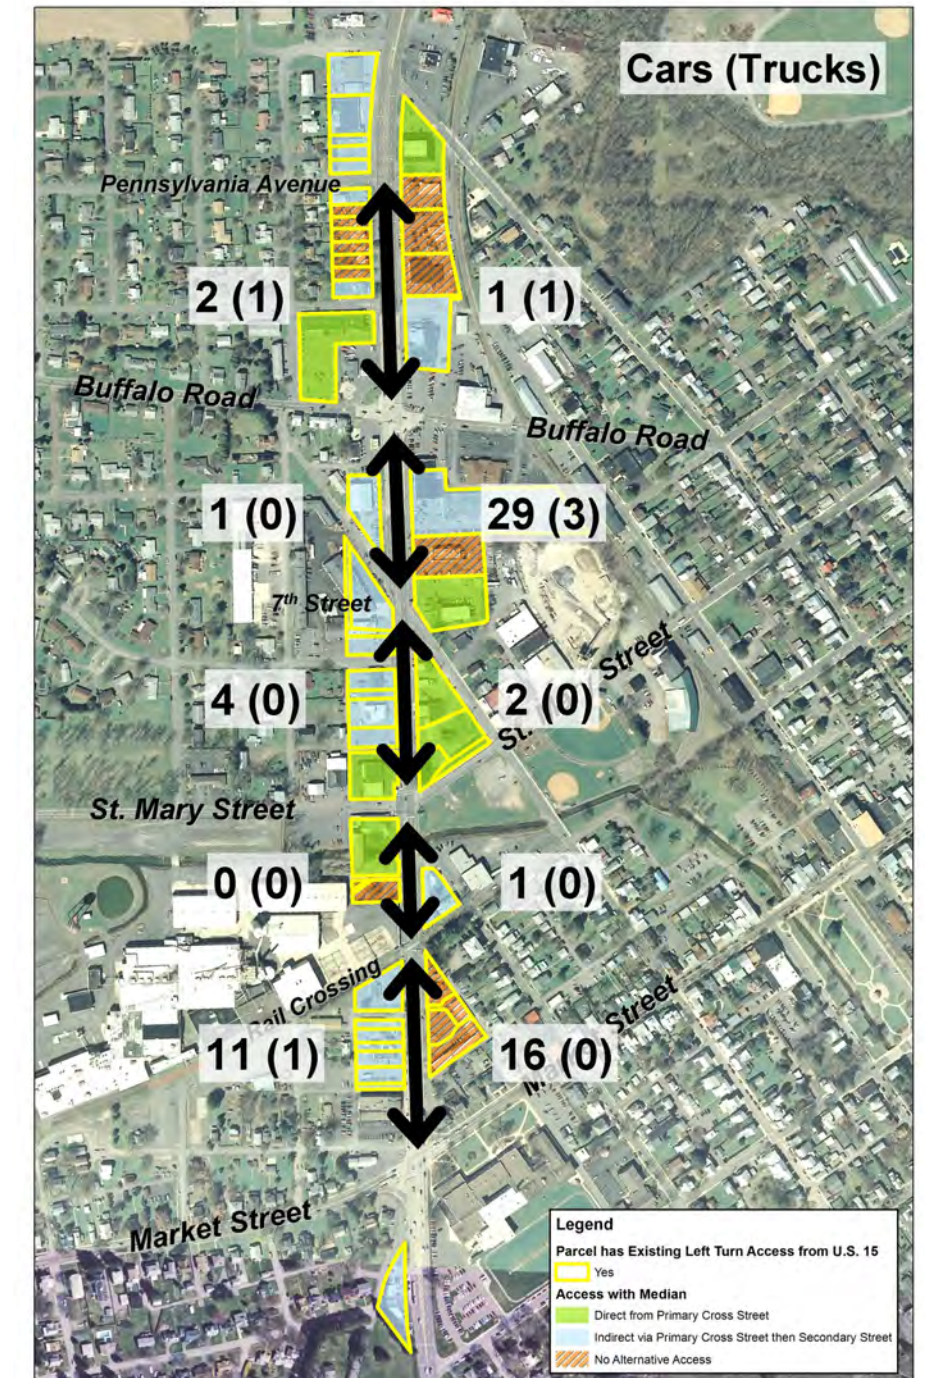 Cars (Trucks)
Pennsylvania Avenue
2 (1)
1 (1)
Buffalo Road
Buffalo Road
1 (0)
29 (3)
7th Street
Street
4 (0)
2 (0)
St.
St. Mary Street
0 (0)
1 (0)
Rail Crossing
Street
11 (1)
16 (0)
Market Street
Legend
Parcel has Existing Left Turn Access from U.S. 15
Yes
Access with Median
Direct from Primary Cross Street
Indirect via Primary Cross Street then Secondary Street
No Alternative Access